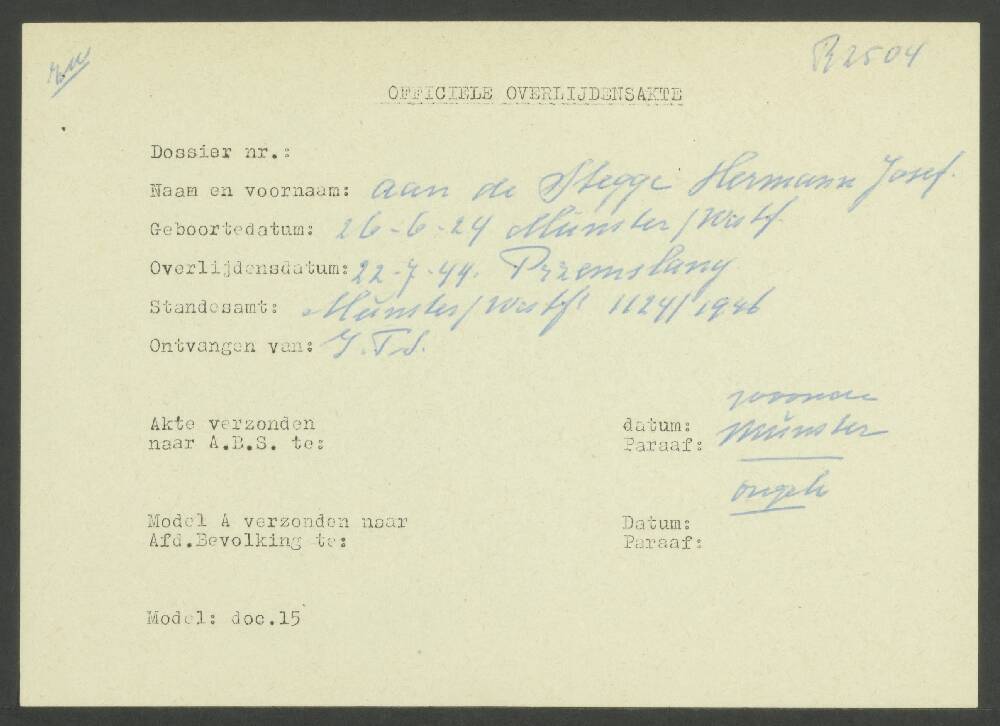 R2504
OFFICIELE OVERLIJDENSAKTE
Dossier nr.:
Naam en voornaam: aan de Stegge Hermann Josef.
Geboortedatum: 26-6-24 Münster/Westf.
Overlijdensdatum: 22-7-44. Przemslany
Standesamt: Münster/Westf. 1124/1946
Ontvangen van: I.T.S.
woonde
Akte verzonden datum:
naar A.B.S. te: Paraaf: Münster
ongeh
Model A verzonden naar Datum:
Afd.Bevolking te: Paraaf:
Model: doc.15